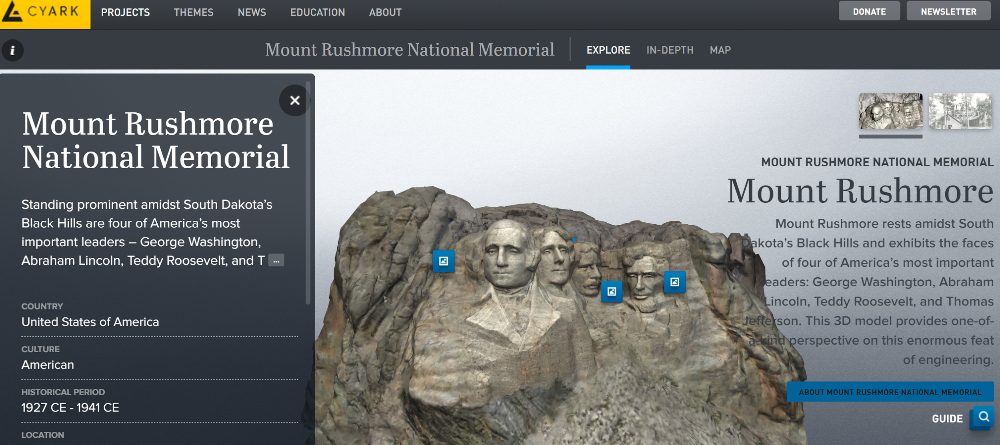 CYARK
PROJECTS
THEMES
NEWS
EDUCATION
ABOUT
DONATE
NEWSLETTER
i
Mount Rushmore National Memorial
EXPLORE
IN-DEPTH
MAP
Mount Rushmore
National Memorial
Standing prominent amidst South Dakota’s
Black Hills are four of America’s most
important leaders – George Washington,
Abraham Lincoln, Teddy Roosevelt, and T ...
COUNTRY
United States of America
CULTURE
American
HISTORICAL PERIOD
1927 CE - 1941 CE
LOCATION
MOUNT RUSHMORE NATIONAL MEMORIAL
Mount Rushmore
Mount Rushmore rests amidst South
Dakota’s Black Hills and exhibits the faces
of four of America’s most important
leaders: George Washington, Abraham
Lincoln, Teddy Roosevelt, and Thomas
Jefferson. This 3D model provides one-of-
a-kind perspective on this enormous feat
of engineering.
ABOUT MOUNT RUSHMORE NATIONAL MEMORIAL
GUIDE